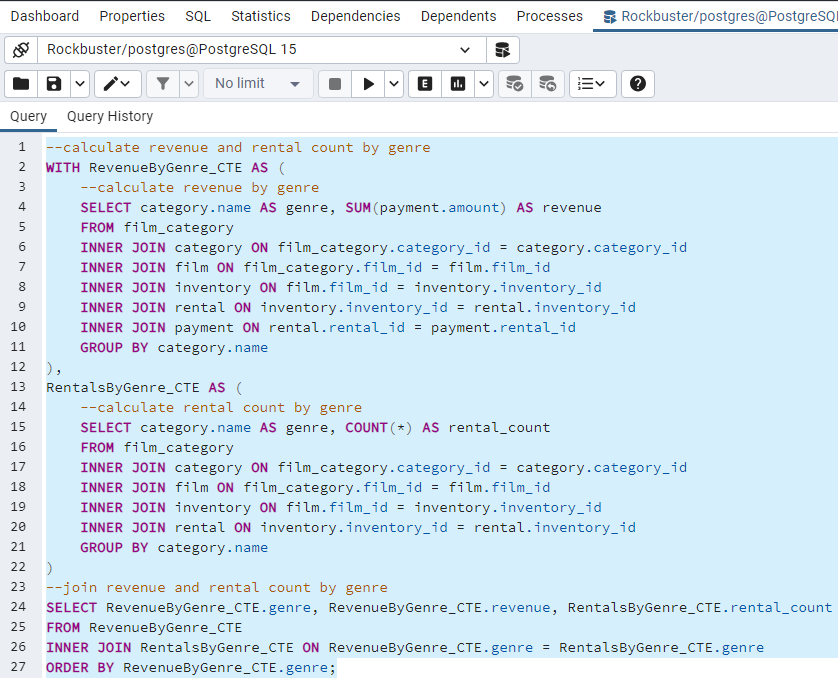 Dashboard Properties SQL Statistics Dependencies Dependents Processes Rockbuster/postgres@PostgreSQ
Rockbuster/postgres@PostgreSQL 15
No limit E
Query Query History
1 --calculate revenue and rental count by genre
2 WITH RevenueByGenre_CTE AS (
3 --calculate revenue by genre
4 SELECT category.name AS genre, SUM(payment.amount) AS revenue
5 FROM film_category
6 INNER JOIN category ON film_category.category_id = category.category_id
7 INNER JOIN film ON film_category.film_id = film.film_id
8 INNER JOIN inventory ON film.film_id = inventory.inventory_id
9 INNER JOIN rental ON inventory.inventory_id = rental.inventory_id
10 INNER JOIN payment ON rental.rental_id = payment.rental_id
11 GROUP BY category.name
12 ),
13 RentalsByGenre_CTE AS (
14 --calculate rental count by genre
15 SELECT category.name AS genre, COUNT(*) AS rental_count
16 FROM film_category
17 INNER JOIN category ON film_category.category_id = category.category_id
18 INNER JOIN film ON film_category.film_id = film.film_id
19 INNER JOIN inventory ON film.film_id = inventory.inventory_id
20 INNER JOIN rental ON inventory.inventory_id = rental.inventory_id
21 GROUP BY category.name
22 )
23 --join revenue and rental count by genre
24 SELECT RevenueByGenre_CTE.genre, RevenueByGenre_CTE.revenue, RentalsByGenre_CTE.rental_count
25 FROM RevenueByGenre_CTE
26 INNER JOIN RentalsByGenre_CTE ON RevenueByGenre_CTE.genre = RentalsByGenre_CTE.genre
27 ORDER BY RevenueByGenre_CTE.genre;